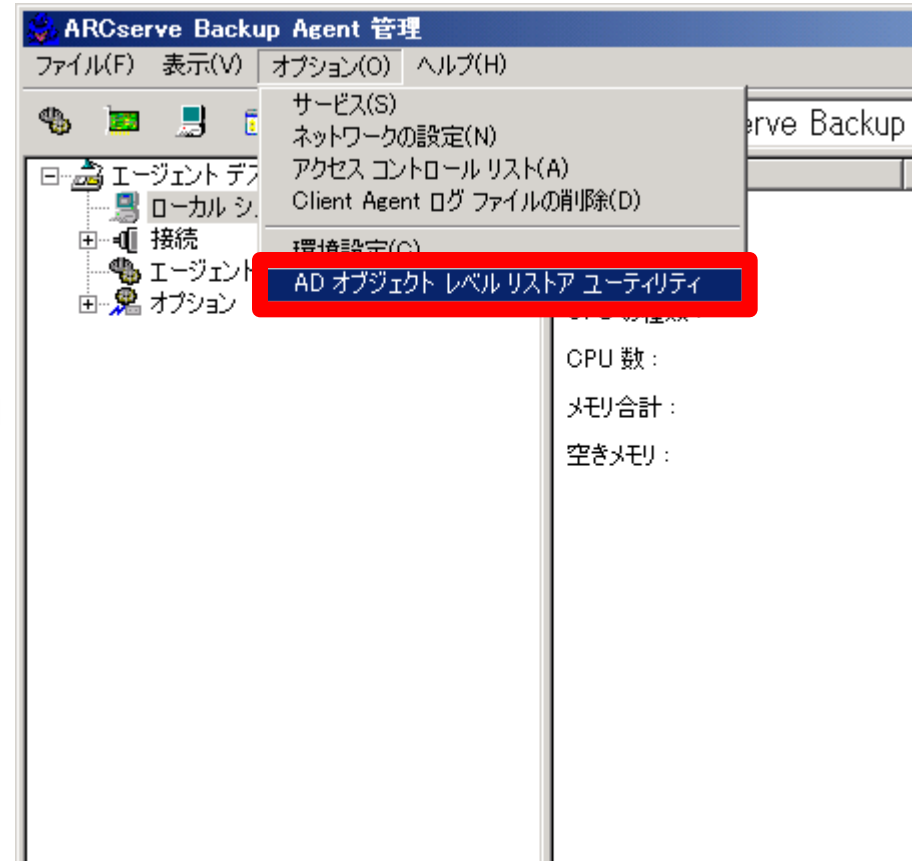 ARCserve Backup Agent 管理
ファイル(F) 表示(V) オプション(O) ヘルプ(H)
サービス(S)
ネットワークの設定(N)
アクセス コントロール リスト(A)
Client Agent ログ ファイルの削除(D)
環境設定(C)
AD オブジェクト レベル リストア ユーティリティ
エージェント
ローカル
接続
エージェント
オプション
Backup
CPU 数 :
メモリ合計 :
空きメモリ :